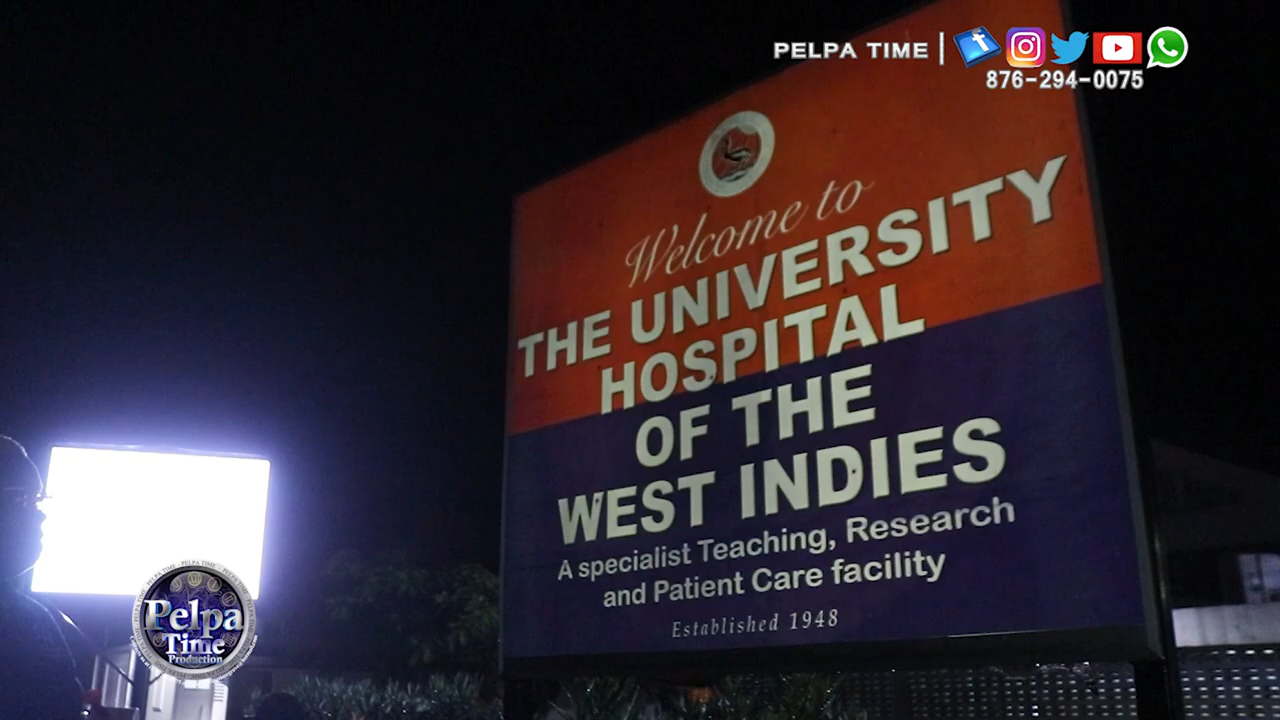 PELPA TIME |
876-294-0075
Welcome to
THE UNIVERSITY
HOSPITAL
OF THE
WEST INDIES
A specialist Teaching, Research
and Patient Care facility
Established 1948
Pelpa
Time
Production